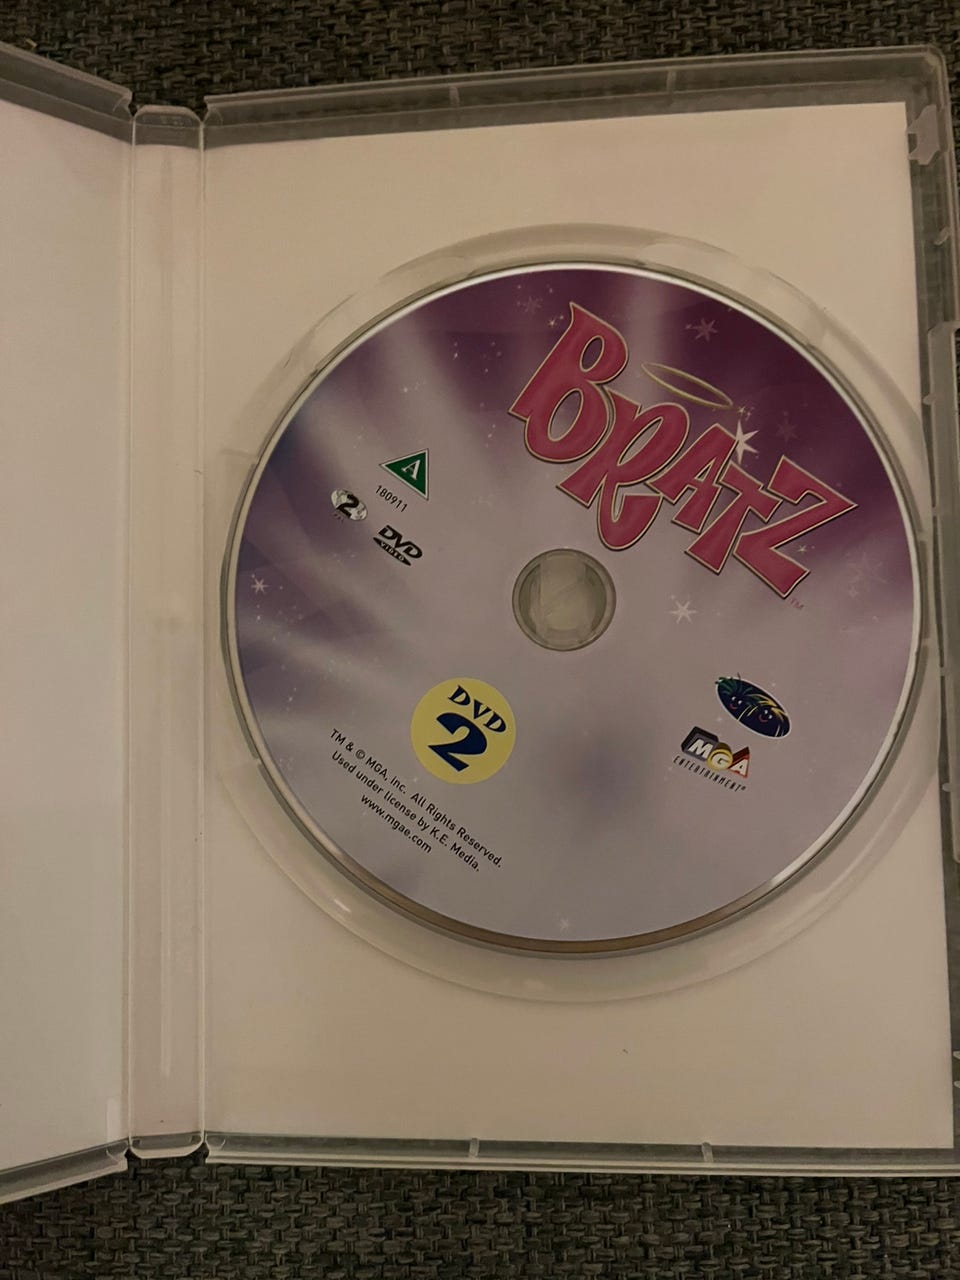 BRATZ
TM
A
180911
2
PAL
DVD
VIDEO
DVD
2
MGA
ENTERTAINMENT®
TM & © MGA, Inc. All Rights Reserved.
Used under license by K.E. Media.
www.mgae.com